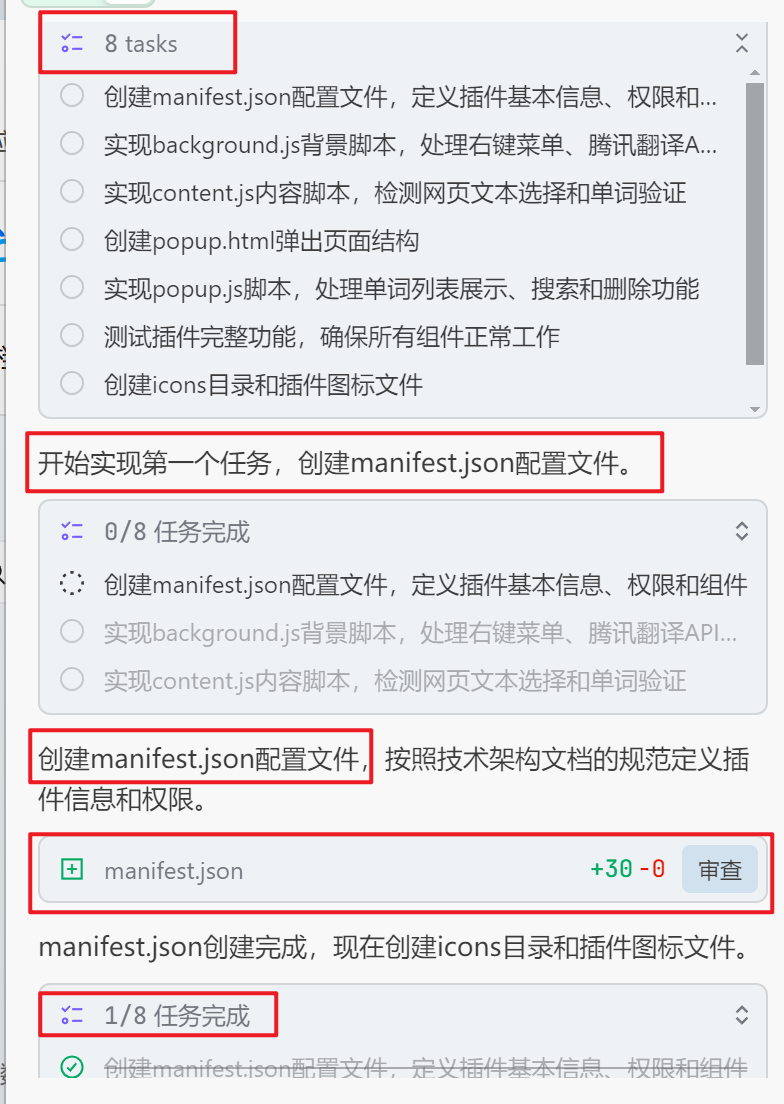 8 tasks
创建manifest.json配置文件，定义插件基本信息、权限和...
实现background.js背景脚本，处理右键菜单、腾讯翻译A...
实现content.js内容脚本，检测网页文本选择和单词验证
创建popup.html弹出页面结构
实现popup.js脚本，处理单词列表展示、搜索和删除功能
测试插件完整功能，确保所有组件正常工作
创建icons目录和插件图标文件
开始实现第一个任务，创建manifest.json配置文件。
0/8 任务完成
创建manifest.json配置文件，定义插件基本信息、权限和组件
实现background.js背景脚本，处理右键菜单、腾讯翻译API...
实现content.js内容脚本，检测网页文本选择和单词验证
创建manifest.json配置文件，按照技术架构文档的规范定义插
件信息和权限。
manifest.json +30 -0 审查
manifest.json创建完成，现在创建icons目录和插件图标文件。
1/8 任务完成
创建manifest.json配置文件，定义插件基本信息、权限和组件